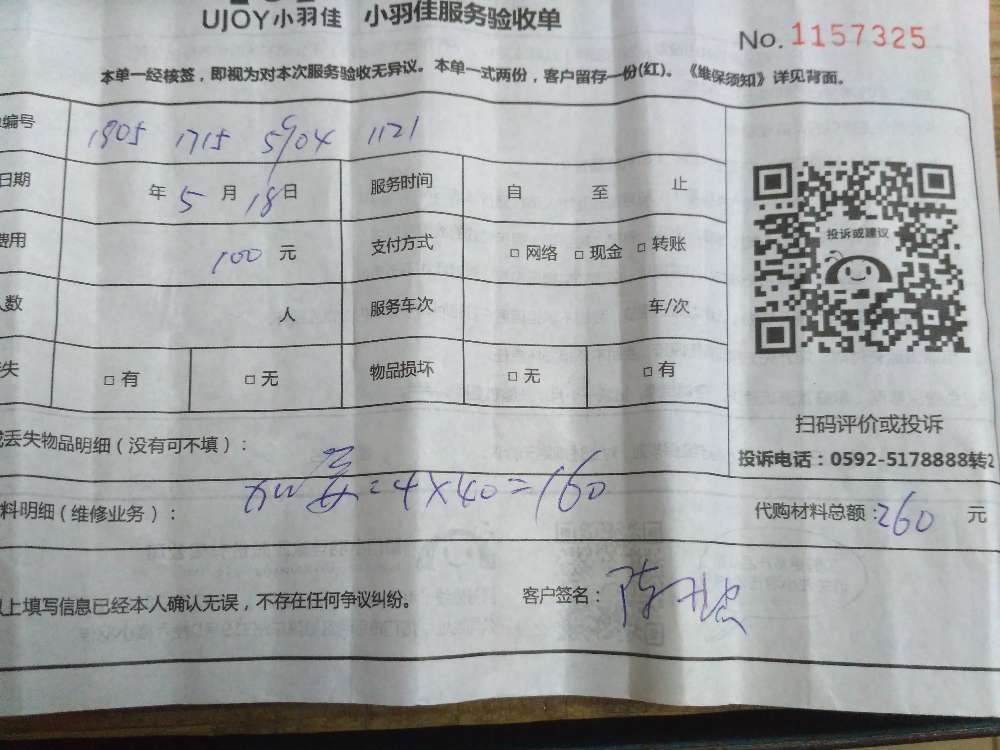 UJOY小羽佳 小羽佳服务验收单
No. 1157325
本单一经核签，即视为对本次服务验收无异议。本单一式两份，客户留存一份(红)。《维保须知》详见背面。
编号 1805 1715 5904 1121
日期 年 5 月 18 日 服务时间 自 至 止
费用 100 元 支付方式 □ 网络 □ 现金 □ 转账
人数 人 服务车次 车/次
失 □ 有 □ 无 物品损坏 □ 无 □ 有
投诉或建议
扫码评价或投诉
投诉电话：0592-5178888转2
或丢失物品明细（没有可不填）：
加 4×40=160
料明细（维修业务）： 代购材料总额：260 元
以上填写信息已经本人确认无误，不存在任何争议纠纷。 客户签名：陈